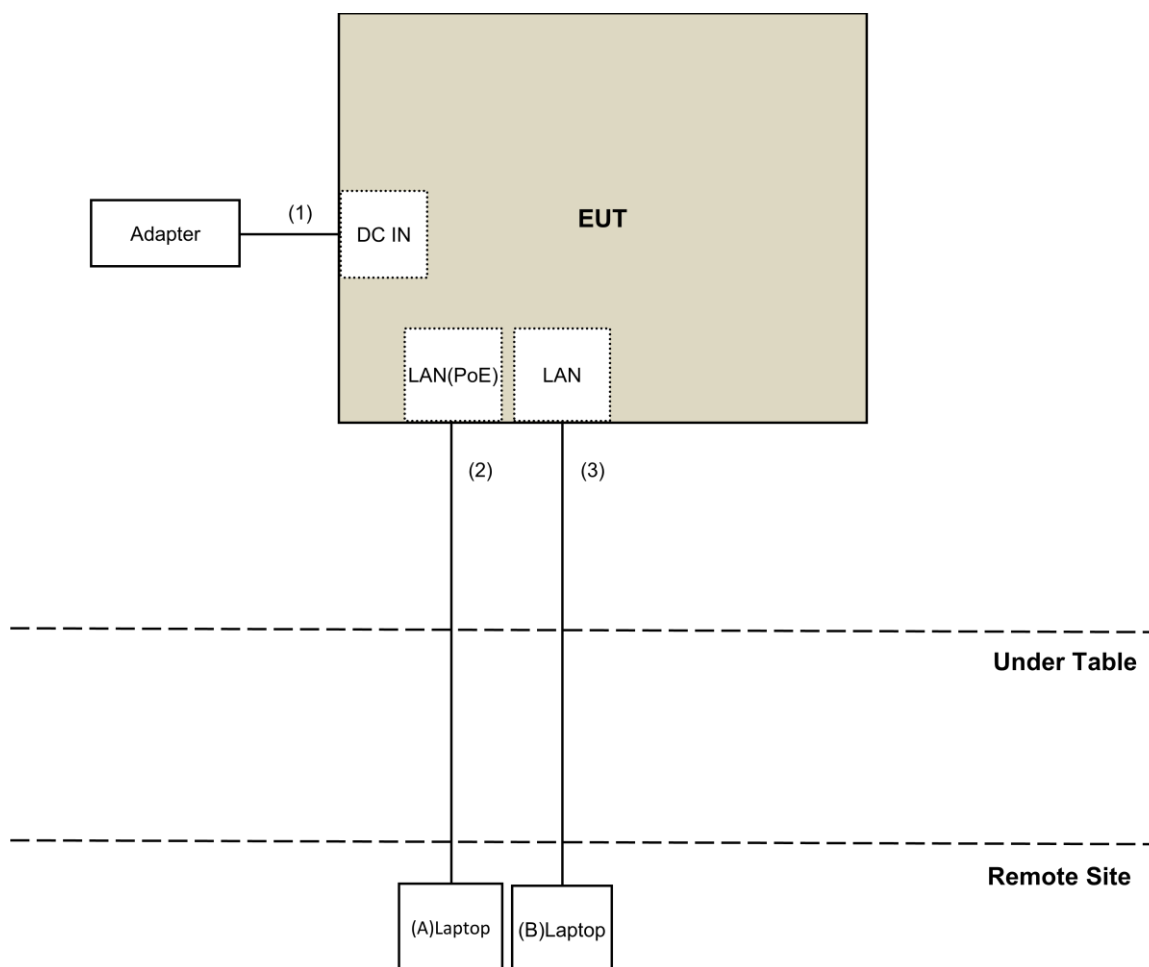 EUT
(1)
Adapter
DC IN
LAN(PoE)
LAN
(2)
(3)
Under Table
Remote Site
(A)Laptop
(B)Laptop